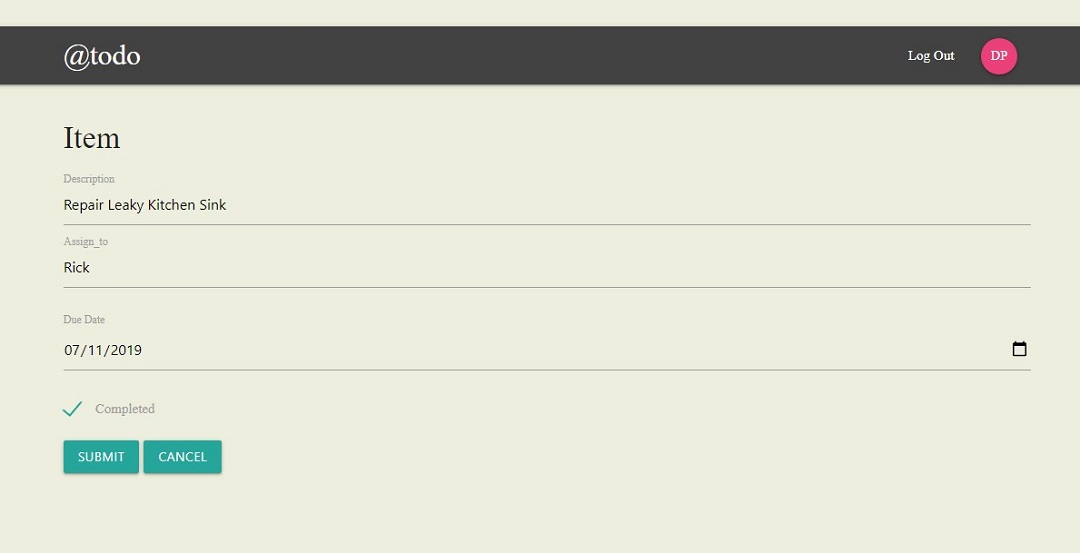 @todo
Log Out
DP
Item
Description
Repair Leaky Kitchen Sink
Assign_to
Rick
Due Date
07/11/2019
Completed
SUBMIT
CANCEL